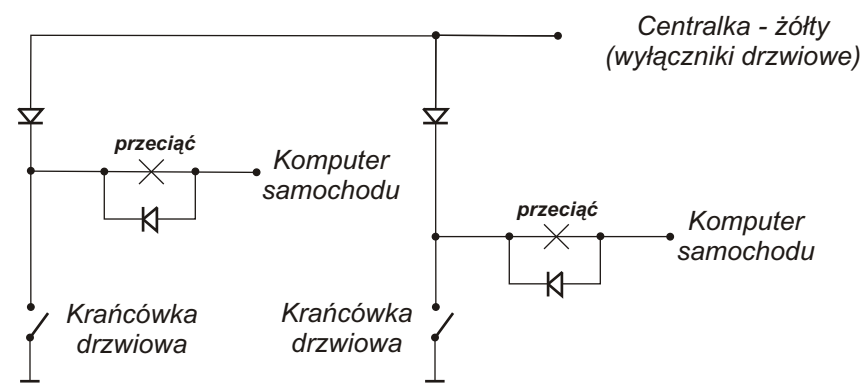 Centralka - żółty
(wyłączniki drzwiowe)
przeciąć
Komputer
samochodu
przeciąć
Komputer
samochodu
Krańcówka
drzwiowa
Krańcówka
drzwiowa